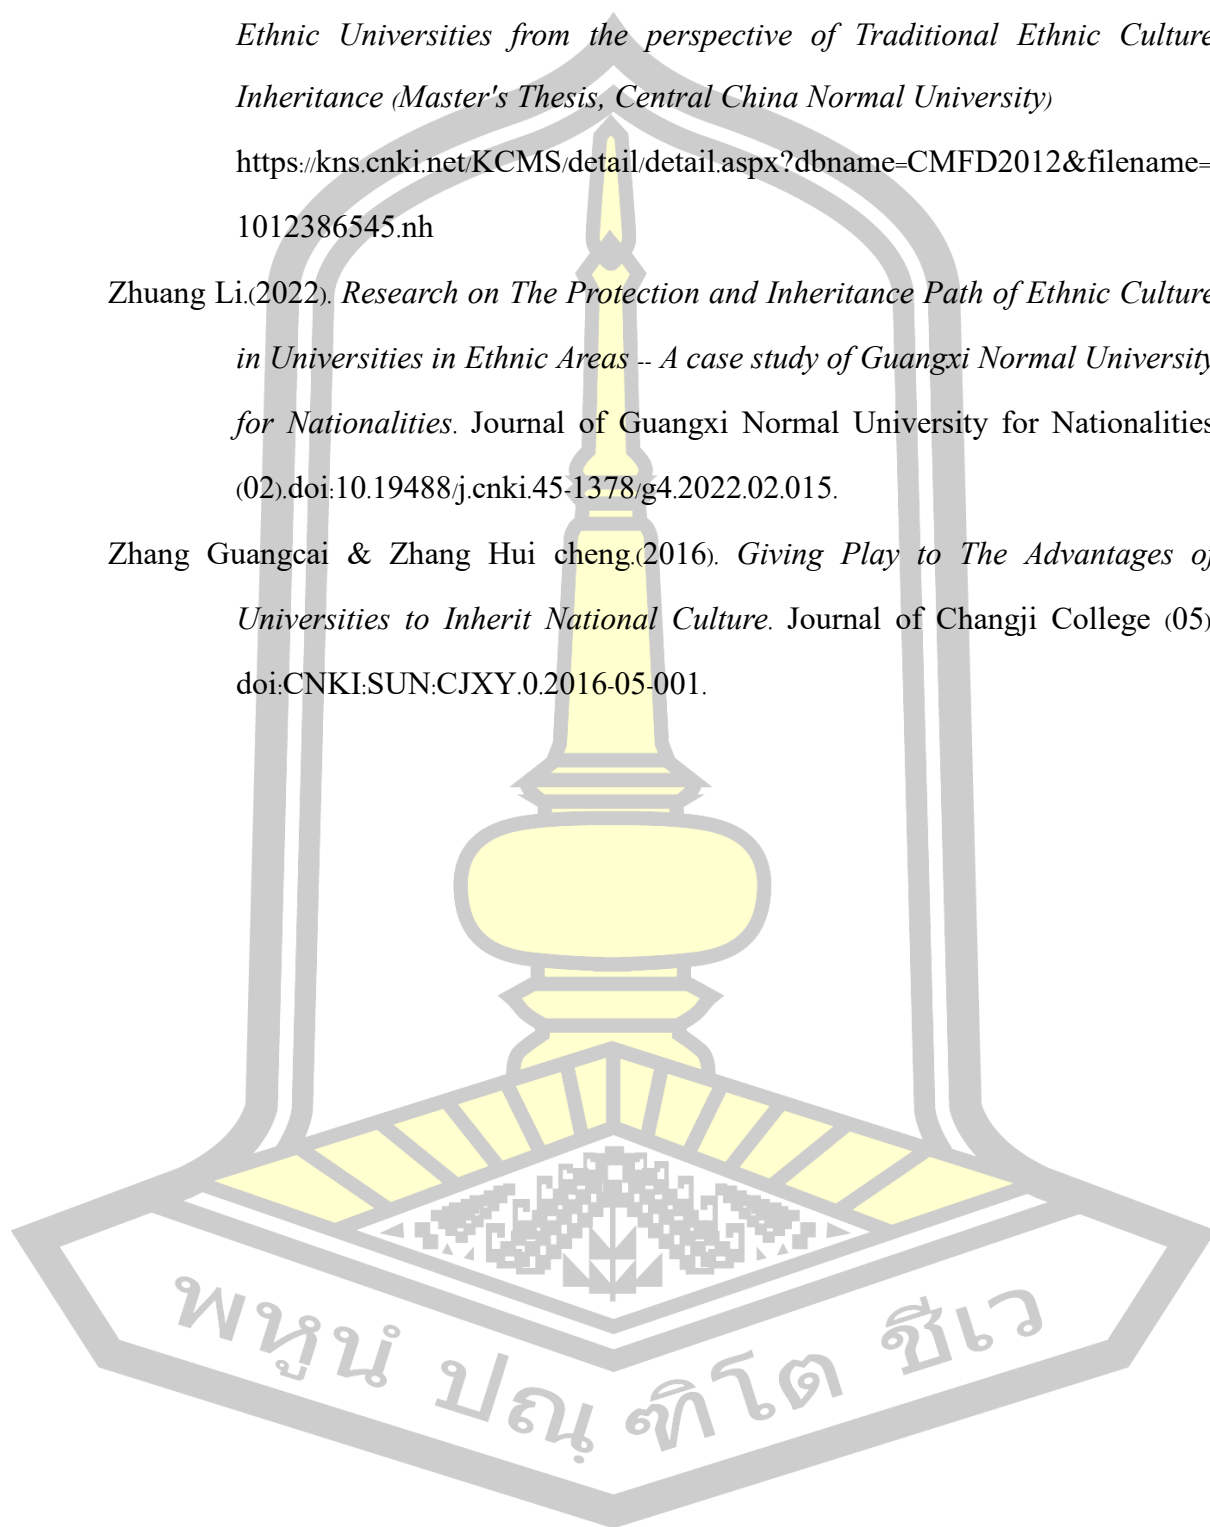 Ethnic Universities from the perspective of Traditional Ethnic Culture
Inheritance (Master's Thesis, Central China Normal University)
https://kns.cnki.net/KCMS/detail/detail.aspx?dbname=CMFD2012&filename=
1012386545.nh
Zhuang Li.(2022). Research on The Protection and Inheritance Path of Ethnic Culture
in Universities in Ethnic Areas -- A case study of Guangxi Normal University
for Nationalities. Journal of Guangxi Normal University for Nationalities
(02).doi:10.19488/j.cnki.45-1378/g4.2022.02.015.
Zhang Guangcai & Zhang Hui cheng.(2016). Giving Play to The Advantages of
Universities to Inherit National Culture. Journal of Changji College (05)
doi:CNKI:SUN:CJXY.0.2016-05-001.
พหูนํ ปณฺฑิโต ชีเว